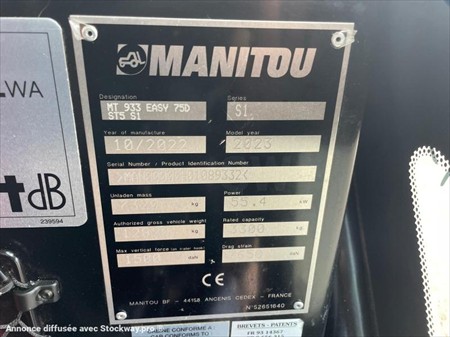 LWA
dB
239594
MANITOU
Designation
MT 933 EASY 75D
ST5 S1
Series
S1
Year of manufacture
10/2022
Model year
2023
Serial Number / Product Identification Number
Unladen mass
kg
Power
55.4 kW
Authorized gross vehicle weight
kg
Rated capacity
3300 kg
Max vertical force (on trailer hook)
Drag strain
CE
MANITOU BF - 44158 ANCENIS CEDEX - FRANCE
N°52651640
BREVETS - PATENTS
Annonce diffusée avec Stockway.pro